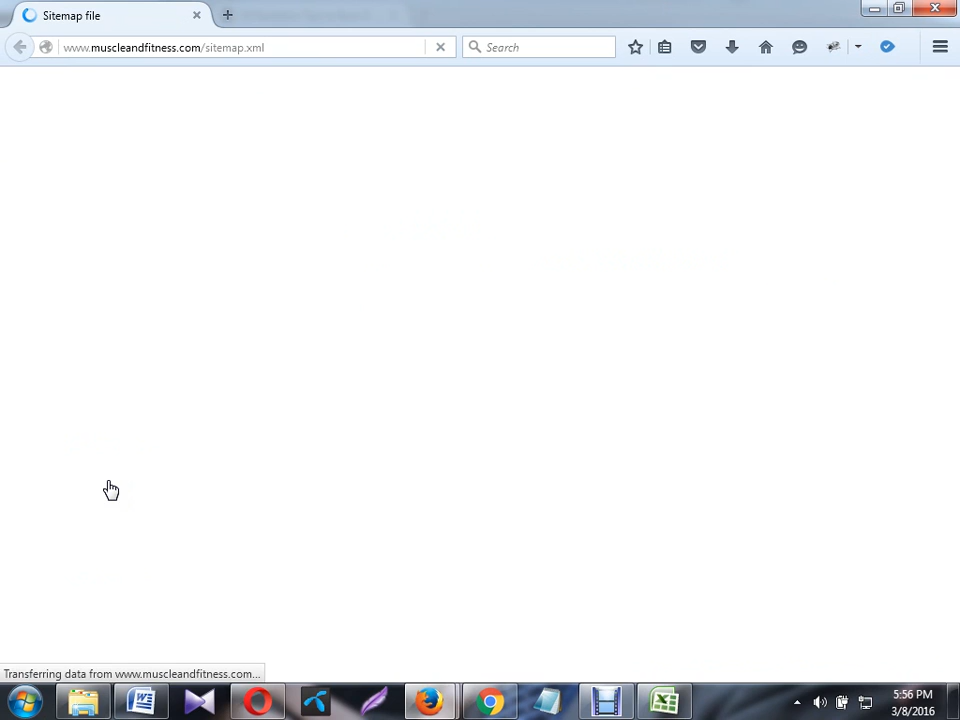 Sitemap file
www.muscleandfitness.com/sitemap.xml
Search
Transferring data from www.muscleandfitness.com...
5:56 PM
3/8/2016